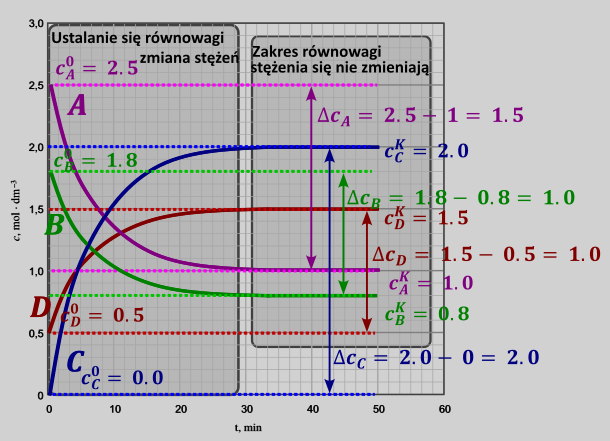 3,0
Ustalanie się równowagi
zmiana stężeń
Zakres równowagi
stężenia się nie zmieniają
c_A^0 = 2.5
2,5
A
Δc_A = 2.5 − 1 = 1.5
2,0
c_C^K = 2.0
c_B^0 = 1.8
Δc_B = 1.8 − 0.8 = 1.0
1,5
c_D^K = 1.5
B
Δc_D = 1.5 − 0.5 = 1.0
1,0
c_A^K = 1.0
D
c_D^0 = 0.5
c_B^K = 0.8
0,5
C
Δc_C = 2.0 − 0 = 2.0
c_C^0 = 0.0
0
0 10 20 30 40 50 60
t, min
c, mol · dm⁻³